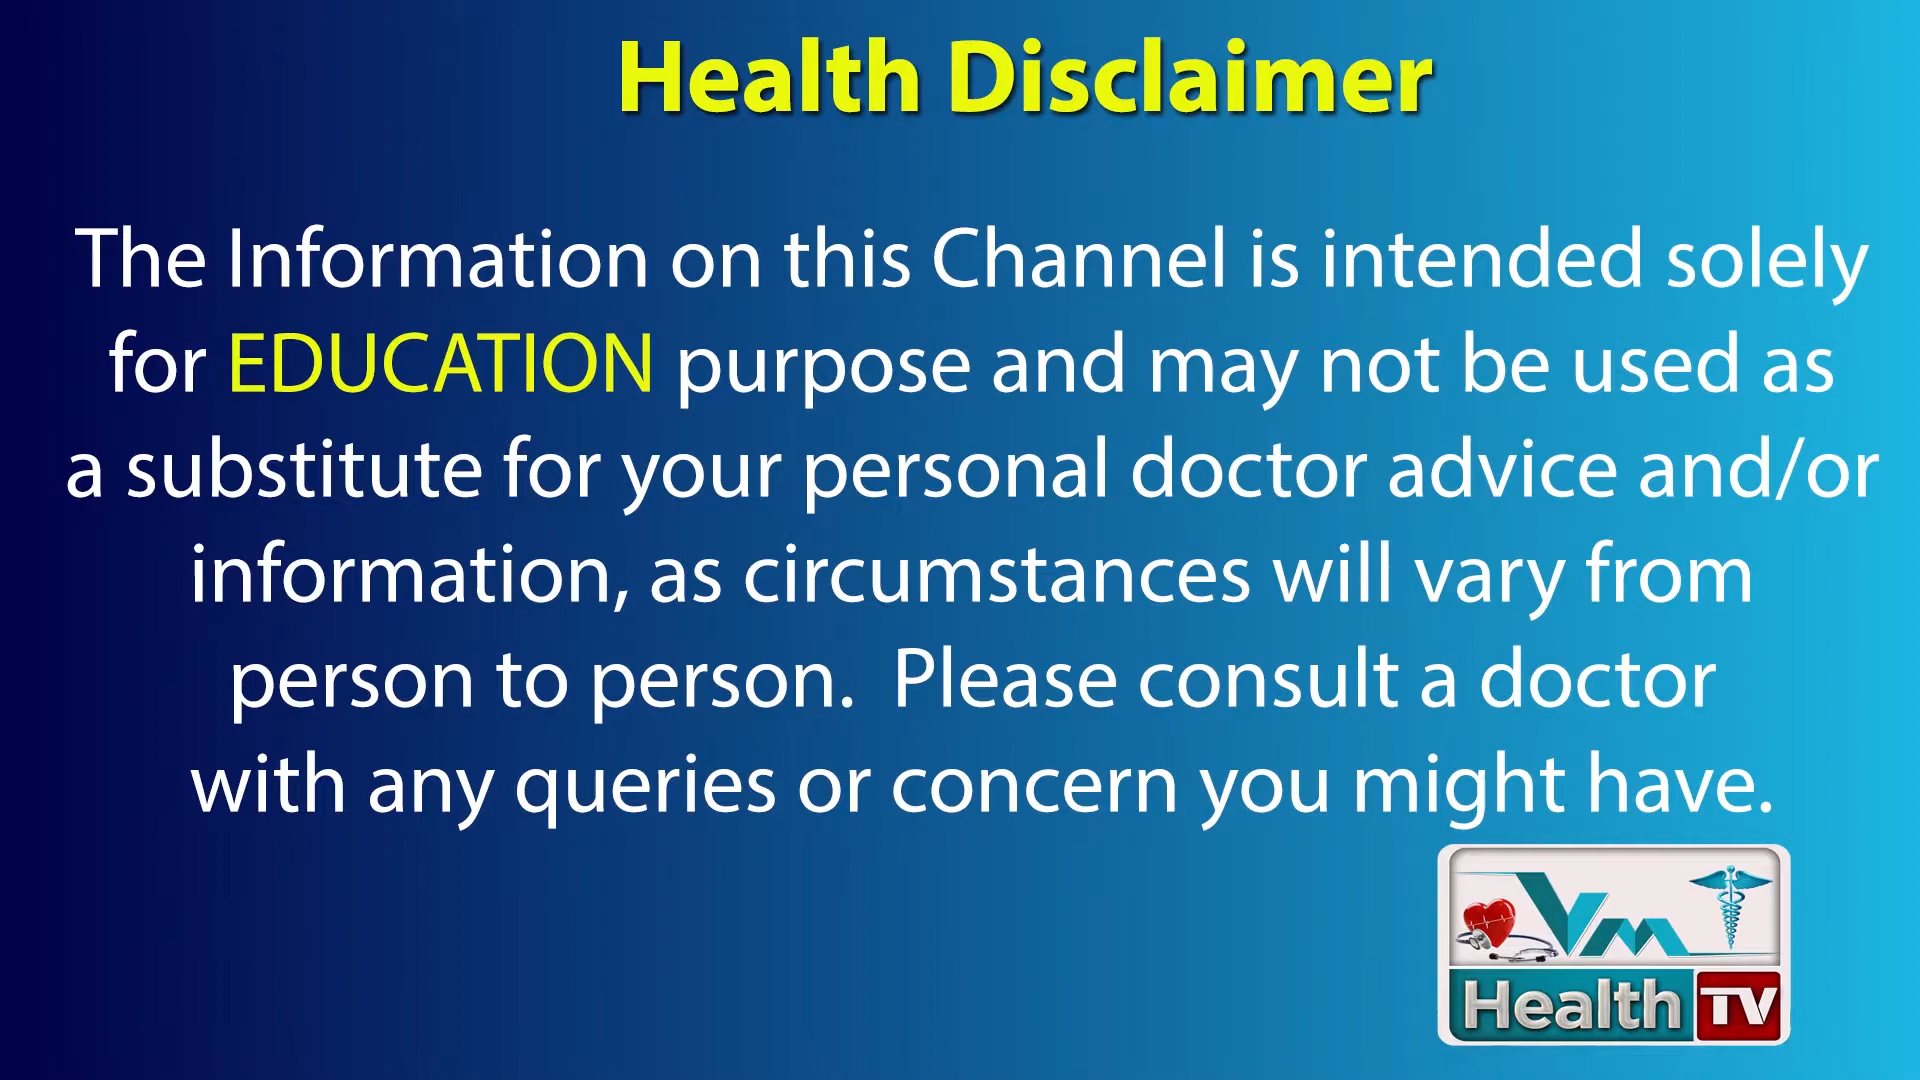 Health Disclaimer
The Information on this Channel is intended solely
for EDUCATION purpose and may not be used as
a substitute for your personal doctor advice and/or
information, as circumstances will vary from
person to person.  Please consult a doctor
with any queries or concern you might have.
Vm
Health TV